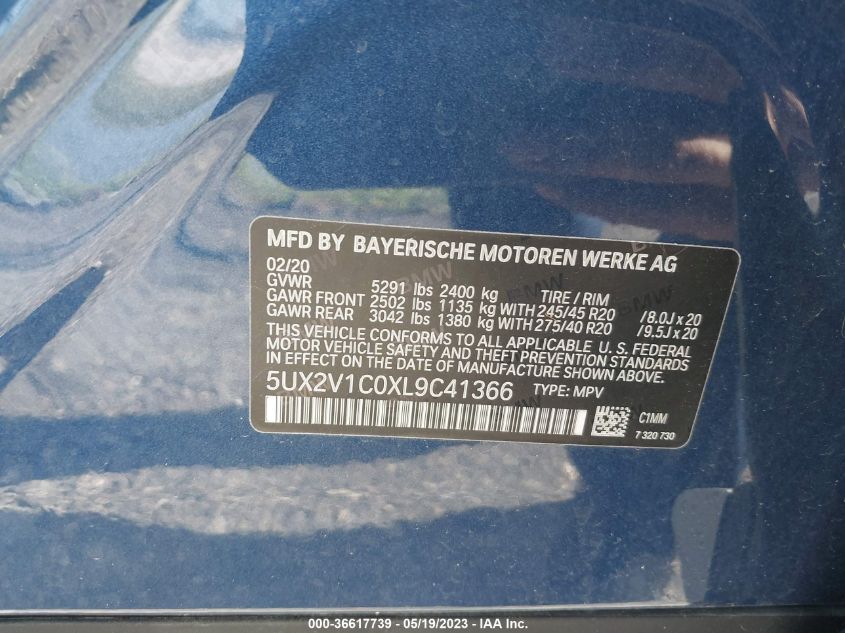 MFD BY BAYERISCHE MOTOREN WERKE AG
02/20
GVWR 5291 lbs 2400 kg TIRE / RIM
GAWR FRONT 2502 lbs 1135 kg WITH 245/45 R20 /8.0J x 20
GAWR REAR 3042 lbs 1380 kg WITH 275/40 R20 /9.5J x 20
THIS VEHICLE CONFORMS TO ALL APPLICABLE U. S. FEDERAL
MOTOR VEHICLE SAFETY AND THEFT PREVENTION STANDARDS
IN EFFECT ON THE DATE OF MANUFACTURE SHOWN ABOVE.
5UX2V1C0XL9C41366 TYPE: MPV
C1MM
7 320 730
000-36617739 - 05/19/2023 - IAA Inc.